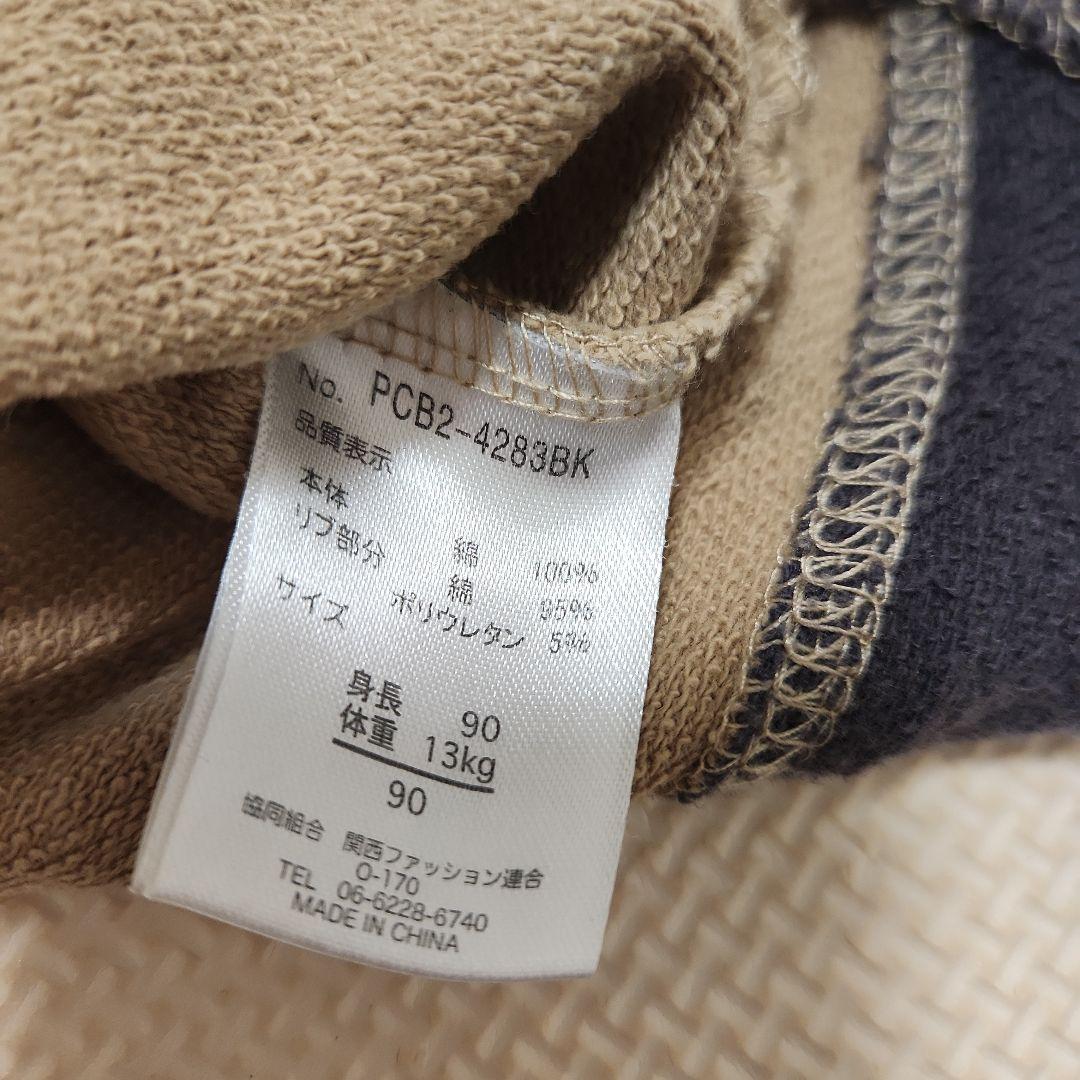 No. PCB2-4283BK
品質表示
本体 綿 100%
リブ部分 綿 95%
ポリウレタン 5%
サイズ
身長 90
体重 13kg
90
協同組合 関西ファッション連合
O-170
TEL 06-6228-6740
MADE IN CHINA